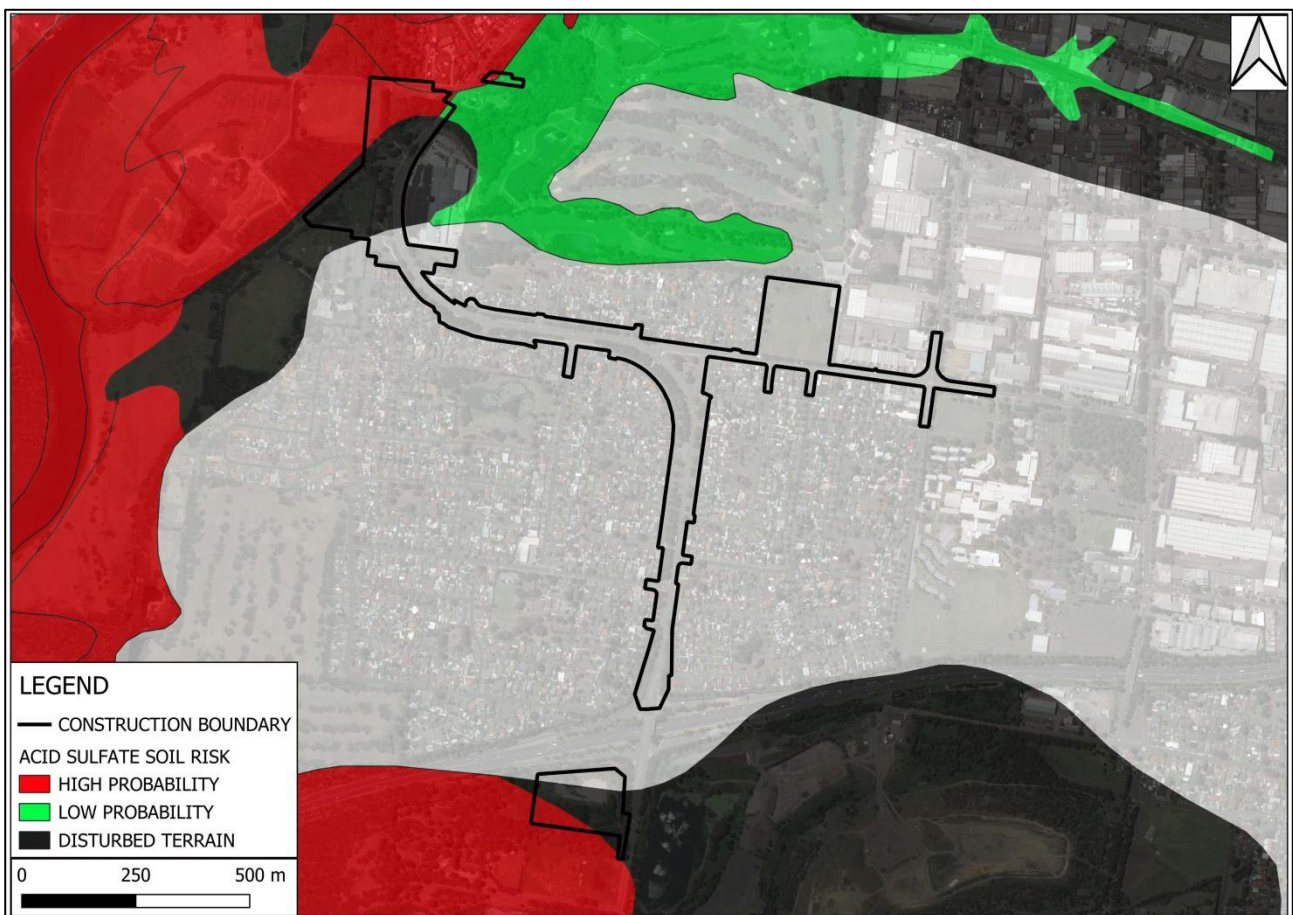 LEGEND
CONSTRUCTION BOUNDARY
ACID SULFATE SOIL RISK
HIGH PROBABILITY
LOW PROBABILITY
DISTURBED TERRAIN
0 250 500 m